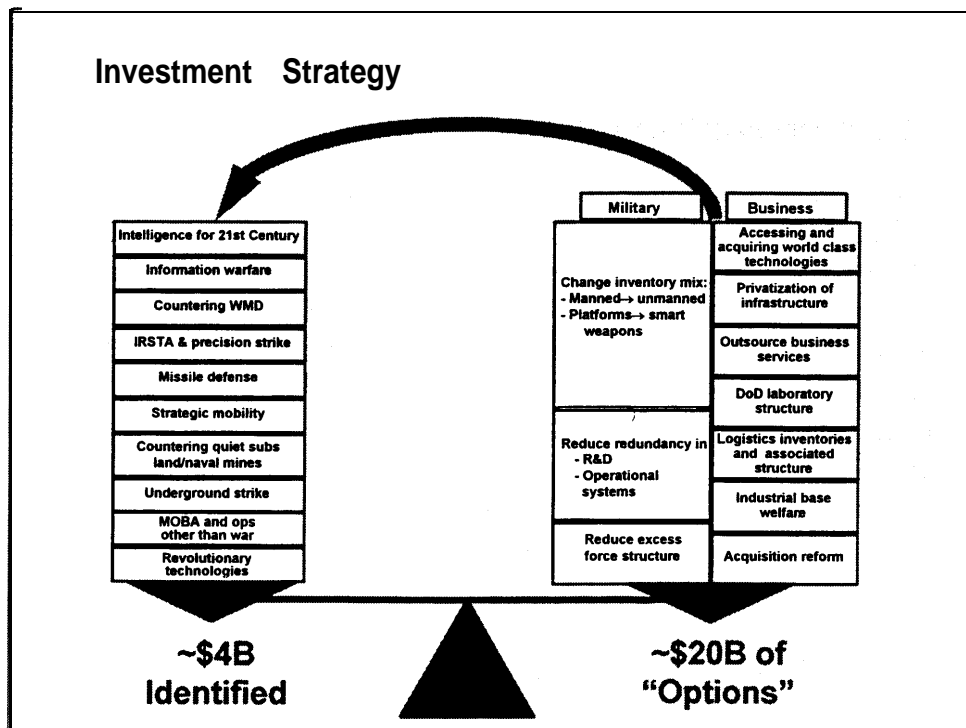 Investment Strategy
Intelligence for 21st Century
Information warfare
Countering WMD
IRSTA & precision strike
Missile defense
Strategic mobility
Countering quiet subs
land/naval mines
Underground strike
MOBA and ops
other than war
Revolutionary
technologies
~$4B
Identified
Military
Change inventory mix:
- Manned→ unmanned
- Platforms→ smart
weapons
Reduce redundancy in
- R&D
- Operational
systems
Reduce excess
force structure
Business
Accessing and
acquiring world class
technologies
Privatization of
infrastructure
Outsource business
services
DoD laboratory
structure
Logistics inventories
and associated
structure
Industrial base
welfare
Acquisition reform
~$20B of
“Options”